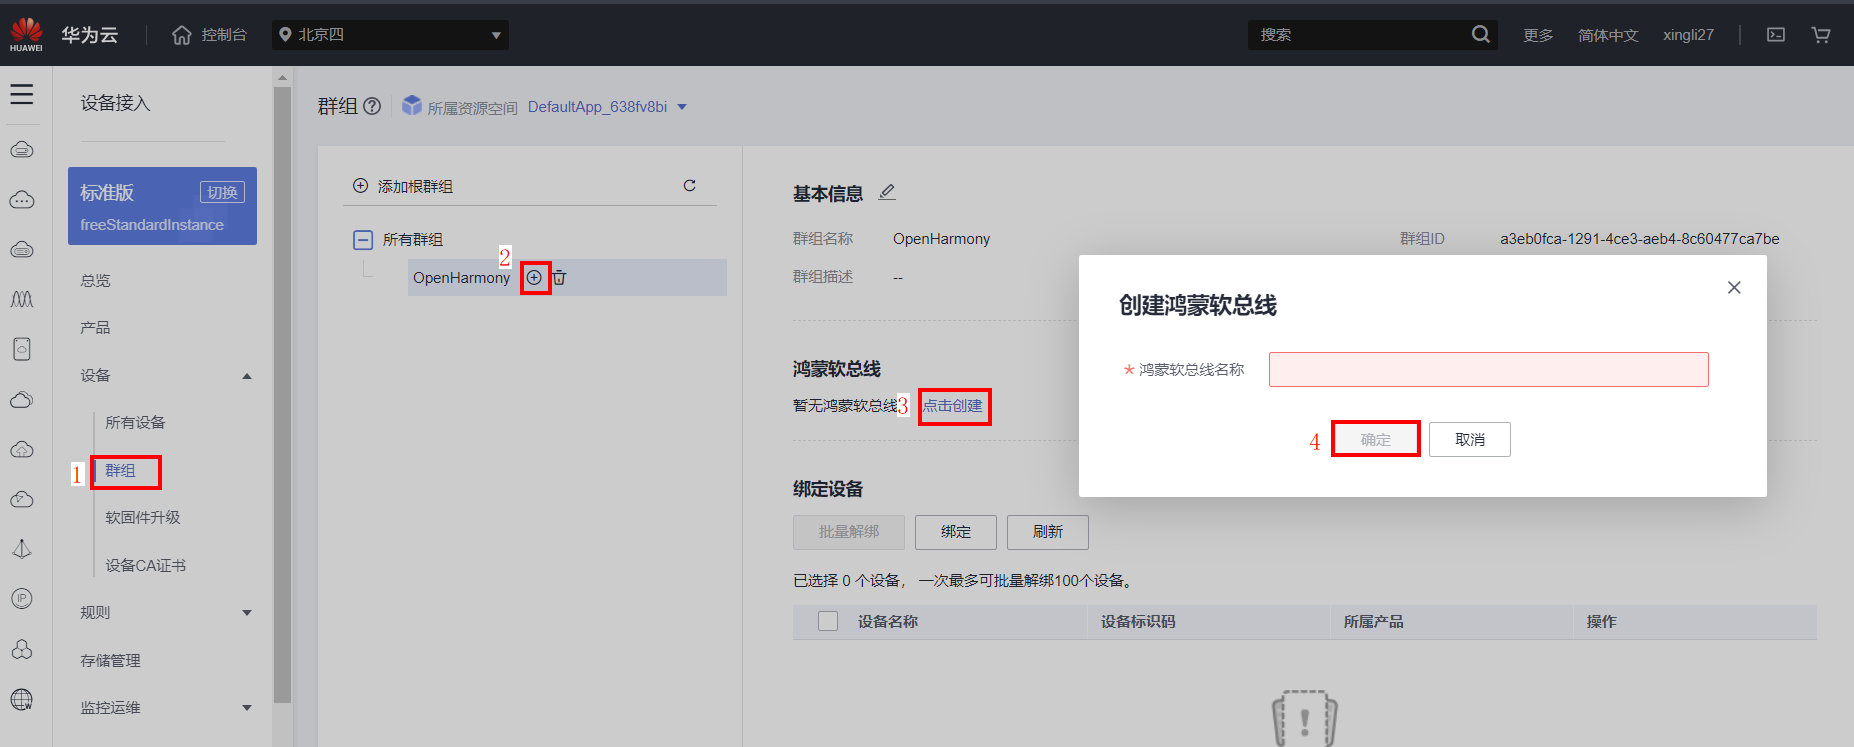 HUAWEI
华为云
控制台
北京四
搜索
更多
简体中文
xingli27
设备接入
标准版
切换
freeStandardInstance
总览
产品
设备
所有设备
1
群组
软固件升级
设备CA证书
规则
存储管理
监控运维
群组
所属资源空间
DefaultApp_638fv8bi
添加根群组
所有群组
2
OpenHarmony
基本信息
群组名称
OpenHarmony
群组ID
a3eb0fca-1291-4ce3-aeb4-8c60477ca7be
群组描述
--
鸿蒙软总线
暂无鸿蒙软总线
3
点击创建
绑定设备
批量解绑
绑定
刷新
已选择 0 个设备， 一次最多可批量解绑100个设备。
设备名称
设备标识码
所属产品
操作
创建鸿蒙软总线
* 鸿蒙软总线名称
4
确定
取消